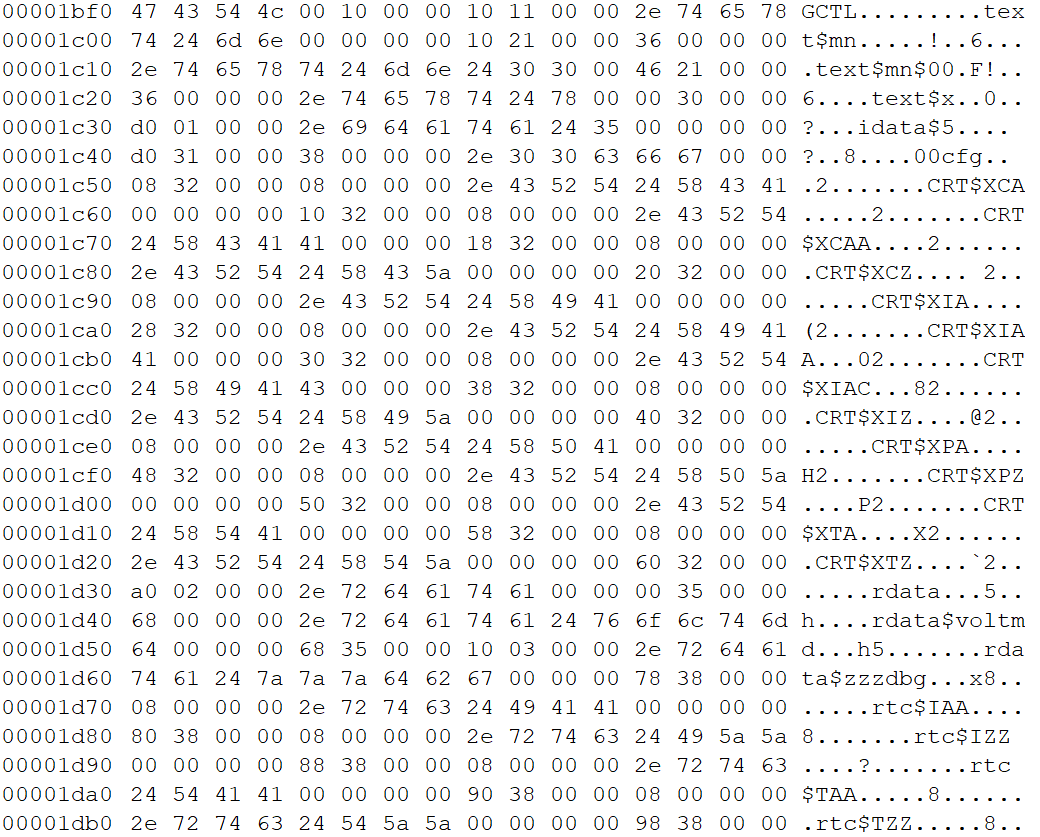 00001bf0 47 43 54 4c 00 10 00 00 10 11 00 00 2e 74 65 78 GCTL.........tex
00001c00 74 24 6d 6e 00 00 00 00 10 21 00 00 36 00 00 00 t$mn.....!..6...
00001c10 2e 74 65 78 74 24 6d 6e 24 30 30 00 46 21 00 00 .text$mn$00.F!..
00001c20 36 00 00 00 2e 74 65 78 74 24 78 00 00 30 00 00 6....text$x..0..
00001c30 d0 01 00 00 2e 69 64 61 74 61 24 35 00 00 00 00 ?...idata$5....
00001c40 d0 31 00 00 38 00 00 00 2e 30 30 63 66 67 00 00 ?..8....00cfg..
00001c50 08 32 00 00 08 00 00 00 2e 43 52 54 24 58 43 41 .2.......CRT$XCA
00001c60 00 00 00 00 10 32 00 00 08 00 00 00 2e 43 52 54 .....2.......CRT
00001c70 24 58 43 41 41 00 00 00 18 32 00 00 08 00 00 00 $XCAA....2......
00001c80 2e 43 52 54 24 58 43 5a 00 00 00 00 20 32 00 00 .CRT$XCZ.... 2..
00001c90 08 00 00 00 2e 43 52 54 24 58 49 41 00 00 00 00 .....CRT$XIA....
00001ca0 28 32 00 00 08 00 00 00 2e 43 52 54 24 58 49 41 (2.......CRT$XIA
00001cb0 41 00 00 00 30 32 00 00 08 00 00 00 2e 43 52 54 A...02.......CRT
00001cc0 24 58 49 41 43 00 00 00 38 32 00 00 08 00 00 00 $XIAC...82......
00001cd0 2e 43 52 54 24 58 49 5a 00 00 00 00 40 32 00 00 .CRT$XIZ....@2..
00001ce0 08 00 00 00 2e 43 52 54 24 58 50 41 00 00 00 00 .....CRT$XPA....
00001cf0 48 32 00 00 08 00 00 00 2e 43 52 54 24 58 50 5a H2.......CRT$XPZ
00001d00 00 00 00 00 50 32 00 00 08 00 00 00 2e 43 52 54 ....P2.......CRT
00001d10 24 58 54 41 00 00 00 00 58 32 00 00 08 00 00 00 $XTA....X2......
00001d20 2e 43 52 54 24 58 54 5a 00 00 00 00 60 32 00 00 .CRT$XTZ....`2..
00001d30 a0 02 00 00 2e 72 64 61 74 61 00 00 00 35 00 00 .....rdata...5..
00001d40 68 00 00 00 2e 72 64 61 74 61 24 76 6f 6c 74 6d h....rdata$voltm
00001d50 64 00 00 00 68 35 00 00 10 03 00 00 2e 72 64 61 d...h5.......rda
00001d60 74 61 24 7a 7a 7a 64 62 67 00 00 00 78 38 00 00 ta$zzzdbg...x8..
00001d70 08 00 00 00 2e 72 74 63 24 49 41 41 00 00 00 00 .....rtc$IAA....
00001d80 80 38 00 00 08 00 00 00 2e 72 74 63 24 49 5a 5a 8.......rtc$IZZ
00001d90 00 00 00 00 88 38 00 00 08 00 00 00 2e 72 74 63 ....?.......rtc
00001da0 24 54 41 41 00 00 00 00 90 38 00 00 08 00 00 00 $TAA.....8......
00001db0 2e 72 74 63 24 54 5a 5a 00 00 00 00 98 38 00 00 .rtc$TZZ.....8..